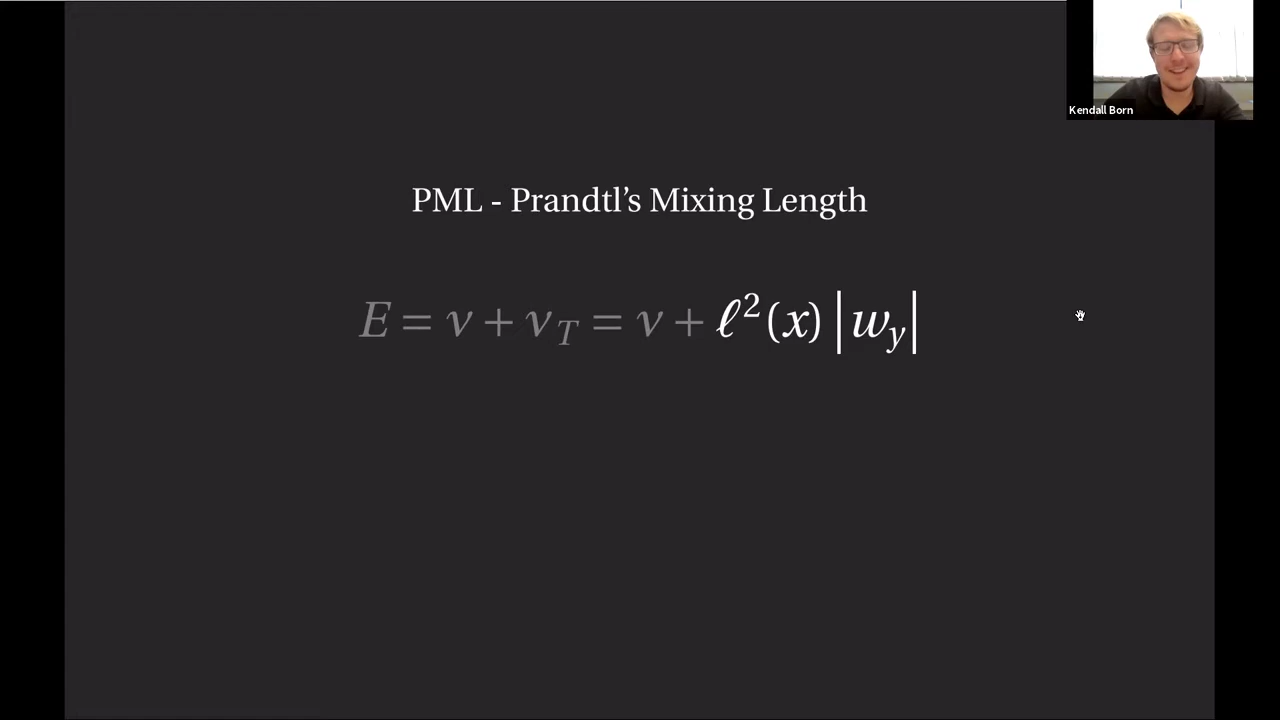 Kendall Born
PML - Prandtl's Mixing Length
E = ν + ν_T = ν + ℓ²(x) |w_y|